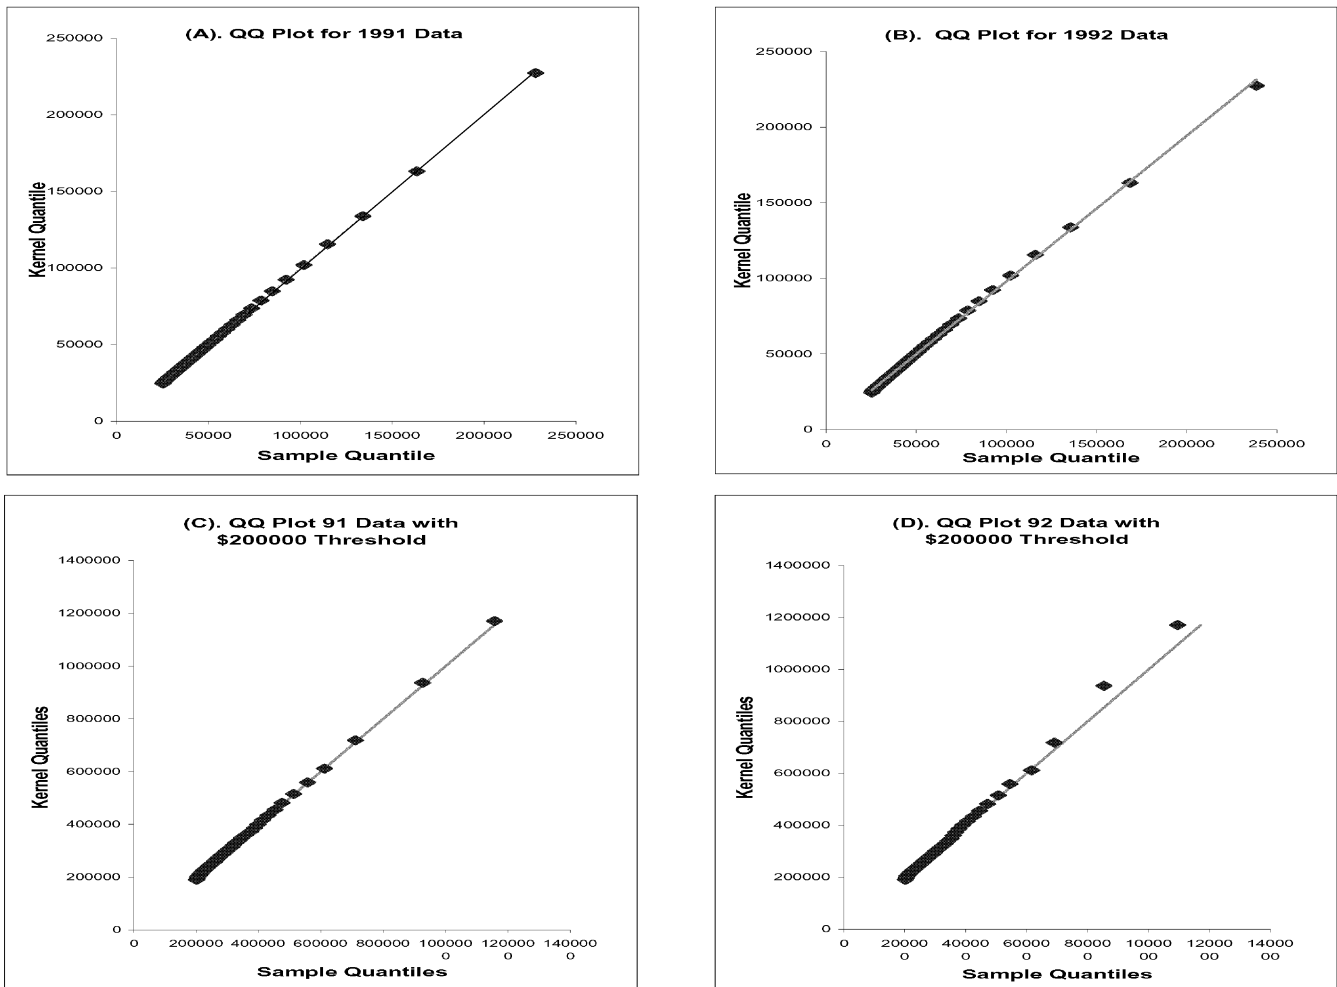 (A). QQ Plot for 1991 Data
250000
200000
150000
100000
50000
0
Kernel Quantile
0 50000 100000 150000 200000 250000
Sample Quantile
(B). QQ Plot for 1992 Data
250000
200000
150000
100000
50000
0
Kernel Quantile
0 50000 100000 150000 200000 250000
Sample Quantile
(C). QQ Plot 91 Data with
$200000 Threshold
1400000
1200000
1000000
800000
600000
400000
200000
0
Kernel Quantiles
0 200000 400000 600000 800000 100000 120000 140000
0 0 0
Sample Quantiles
(D). QQ Plot 92 Data with
$200000 Threshold
1400000
1200000
1000000
800000
600000
400000
200000
0
Kernel Quantiles
0 20000 40000 60000 80000 10000 12000 14000
0 0 0 0 00 00 00
Sample Quantiles